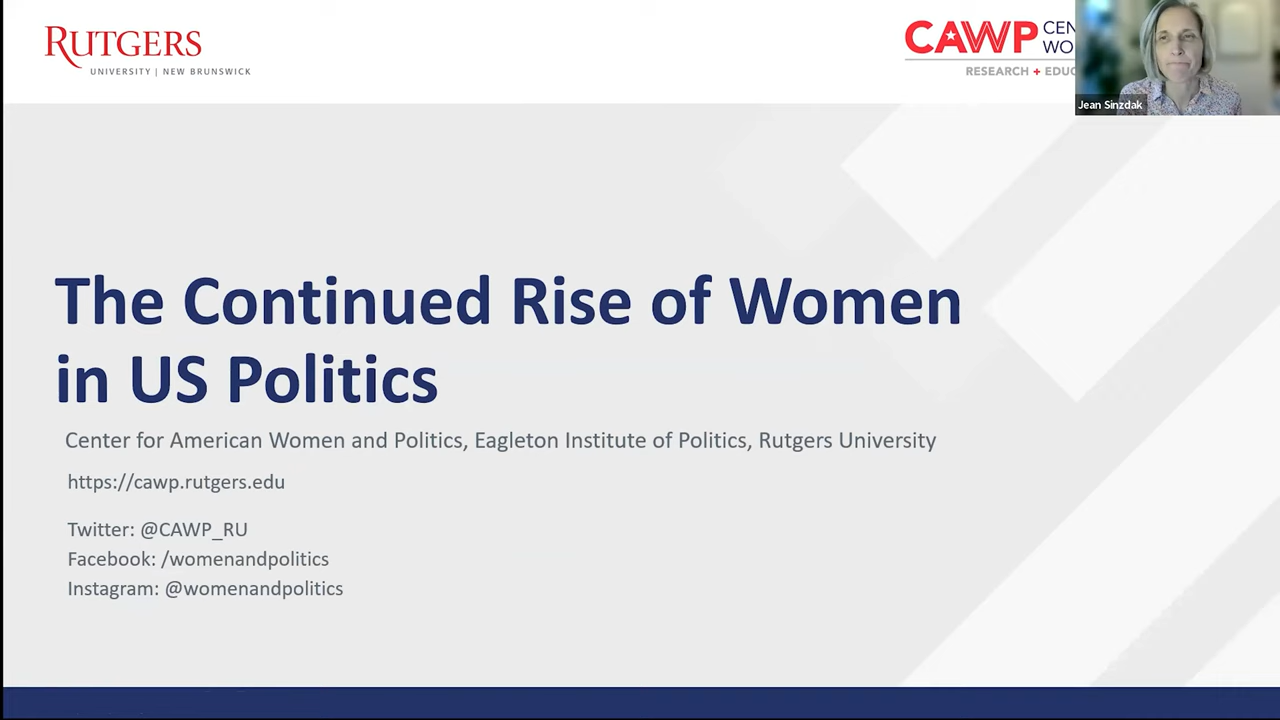 RUTGERS
UNIVERSITY | NEW BRUNSWICK
CAWP
RESEARCH +
Jean Sinzdak
The Continued Rise of Women
in US Politics
Center for American Women and Politics, Eagleton Institute of Politics, Rutgers University
https://cawp.rutgers.edu
Twitter: @CAWP_RU
Facebook: /womenandpolitics
Instagram: @womenandpolitics